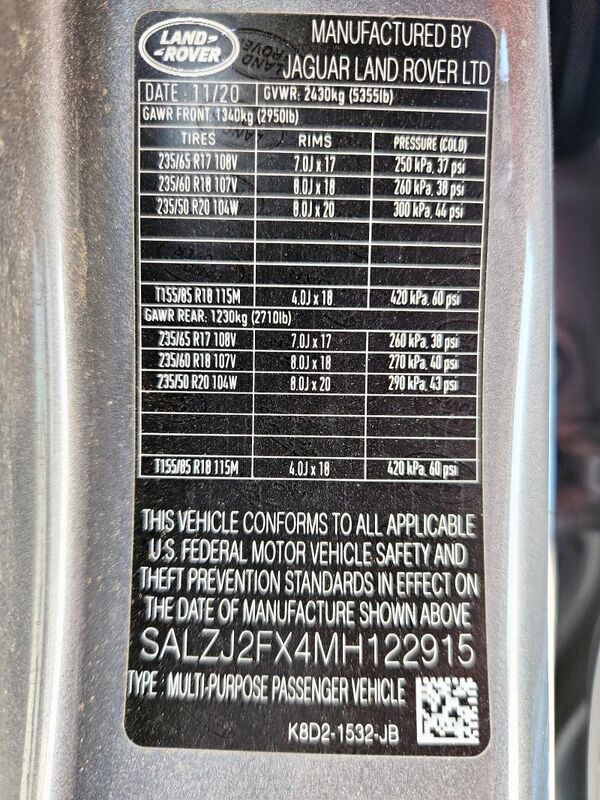 LAND-
-ROVER
MANUFACTURED BY
JAGUAR LAND ROVER LTD
DATE : 11/20 GVWR: 2430kg (5355lb)
GAWR FRONT: 1340kg (2950lb)
TIRES RIMS PRESSURE (COLD)
235/65 R17 108V 7.0J x 17 250 kPa, 37 psi
235/60 R18 107V 8.0J x 18 260 kPa, 38 psi
235/50 R20 104W 8.0J x 20 300 kPa, 44 psi
T155/85 R18 115M 4.0J x 18 420 kPa, 60 psi
GAWR REAR: 1230kg (2710lb)
235/65 R17 108V 7.0J x 17 260 kPa, 38 psi
235/60 R18 107V 8.0J x 18 270 kPa, 40 psi
235/50 R20 104W 8.0J x 20 290 kPa, 43 psi
T155/85 R18 115M 4.0J x 18 420 kPa, 60 psi
THIS VEHICLE CONFORMS TO ALL APPLICABLE
U.S. FEDERAL MOTOR VEHICLE SAFETY AND
THEFT PREVENTION STANDARDS IN EFFECT ON
THE DATE OF MANUFACTURE SHOWN ABOVE
SALZJ2FX4MH122915
TYPE : MULTI-PURPOSE PASSENGER VEHICLE
K8D2-1532-JB